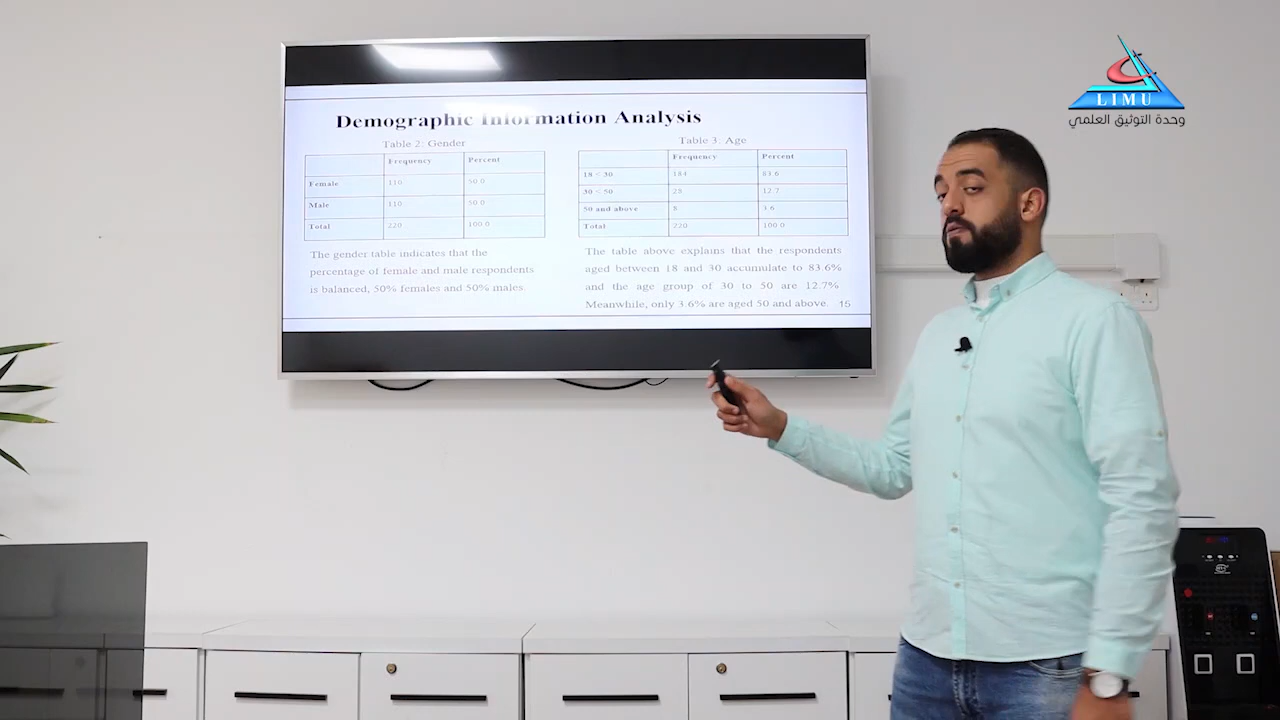 LIMU
وحدة التوثيق العلمي
Demographic Information Analysis
Table 2: Gender
Frequency Percent
Female 110 50.0
Male 110 50.0
Total 220 100.0
The gender table indicates that the
percentage of female and male respondents
is balanced, 50% females and 50% males.
Table 3: Age
Frequency Percent
18 < 30 184 83.6
30 < 50 28 12.7
50 and above 8 3.6
Total 220 100.0
The table above explains that the respondents
aged between 18 and 30 accumulate to 83.6%
and the age group of 30 to 50 are 12.7%
Meanwhile, only 3.6% are aged 50 and above.
15